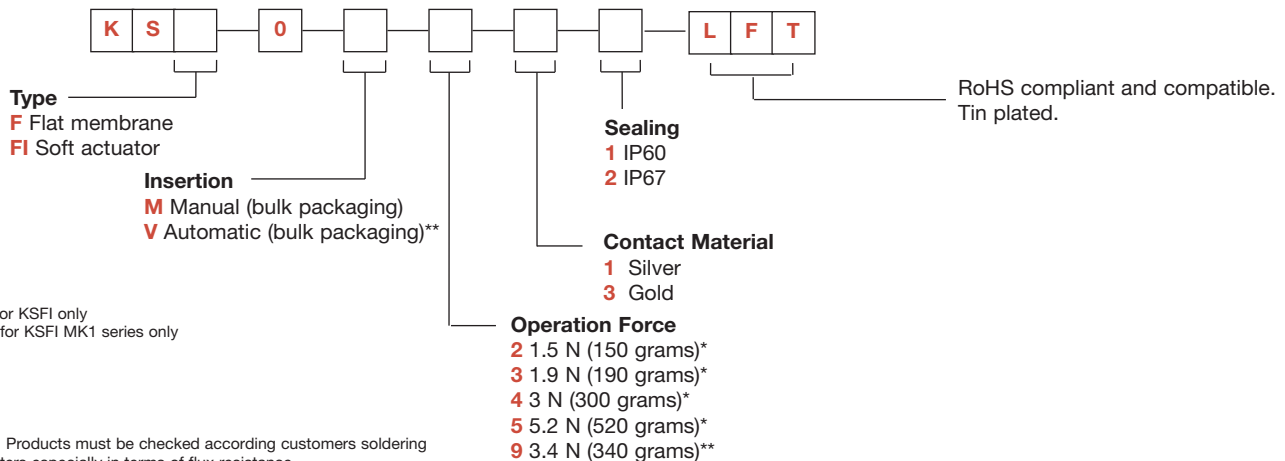 K S 0 L F T
RoHS compliant and compatible.
Tin plated.
Type
F Flat membrane
FI Soft actuator
Sealing
1 IP60
2 IP67
Insertion
M Manual (bulk packaging)
V Automatic (bulk packaging)**
Contact Material
1 Silver
3 Gold
or KSFI only
for KSFI MK1 series only
Operation Force
2 1.5 N (150 grams)*
3 1.9 N (190 grams)*
4 3 N (300 grams)*
5 5.2 N (520 grams)*
9 3.4 N (340 grams)**
Products must be checked according customers soldering